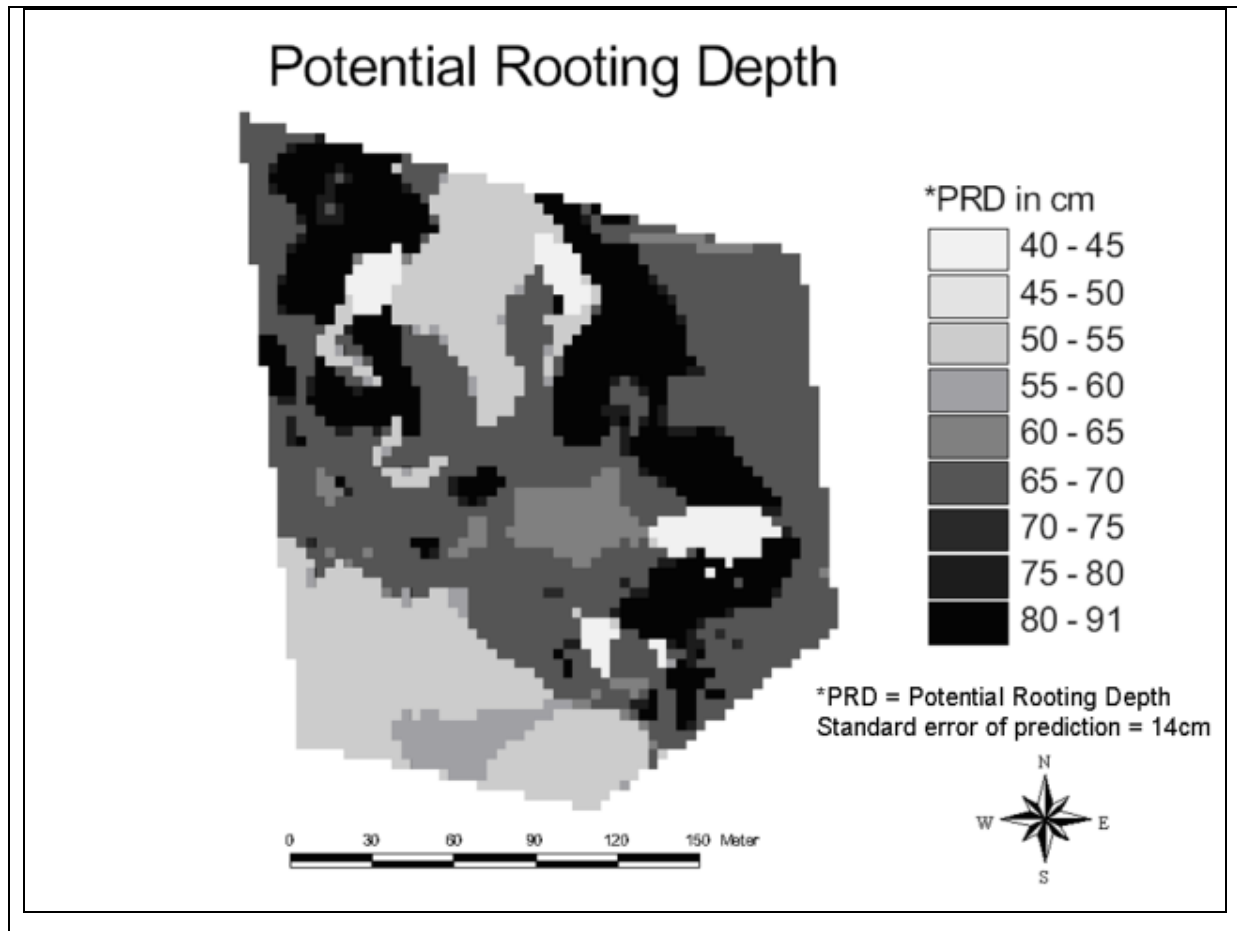 Potential Rooting Depth
*PRD in cm
40 - 45
45 - 50
50 - 55
55 - 60
60 - 65
65 - 70
70 - 75
75 - 80
80 - 91
*PRD = Potential Rooting Depth
Standard error of prediction = 14cm
N
W E
S
0 30 60 90 120 150 Meter